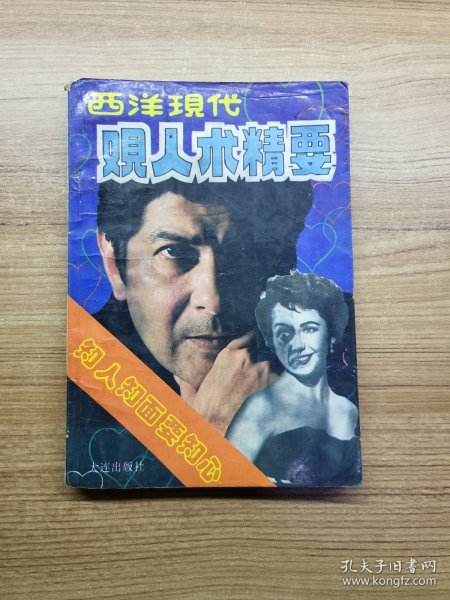 西洋現代
觇人术精要
知人知面要知心
大连出版社
孔夫子旧书网
www.kongfz.com